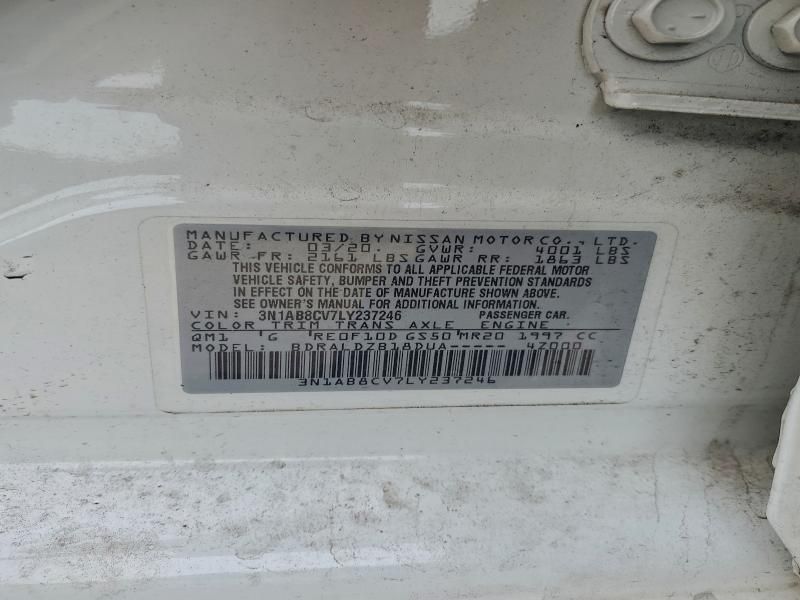 MANUFACTURED BY NISSAN MOTOR CO., LTD.
DATE: 03/20. GVWR: 4001 LBS
GAWR FR: 2161 LBS GAWR RR: 1863 LBS
THIS VEHICLE CONFORMS TO ALL APPLICABLE FEDERAL MOTOR
VEHICLE SAFETY, BUMPER AND THEFT PREVENTION STANDARDS
IN EFFECT ON THE DATE OF MANUFACTURE SHOWN ABOVE.
SEE OWNER'S MANUAL FOR ADDITIONAL INFORMATION.
VIN: 3N1AB8CV7LY237246 PASSENGER CAR.
COLOR TRIM TRANS AXLE ENGINE
QM1 G RE0F10D GS50 MR20 1997 CC
MODEL: BDRALDZB18DUA----- 4Z000
3N1AB8CV7LY237246